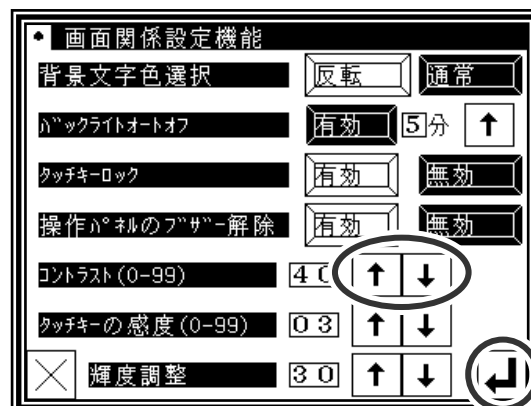 画面関係設定機能
背景文字色選択 反転 通常
ﾊﾞｯｸﾗｲﾄｵｰﾄｵﾌ 有効 5分 ↑
ﾀｯﾁｷｰﾛｯｸ 有効 無効
操作ﾊﾟﾈﾙのﾌﾞｻﾞｰ解除 有効 無効
ｺﾝﾄﾗｽﾄ(0-99) 40 ↑ ↓
ﾀｯﾁｷｰの感度(0-99) 03 ↑ ↓
輝度調整 30 ↑ ↓